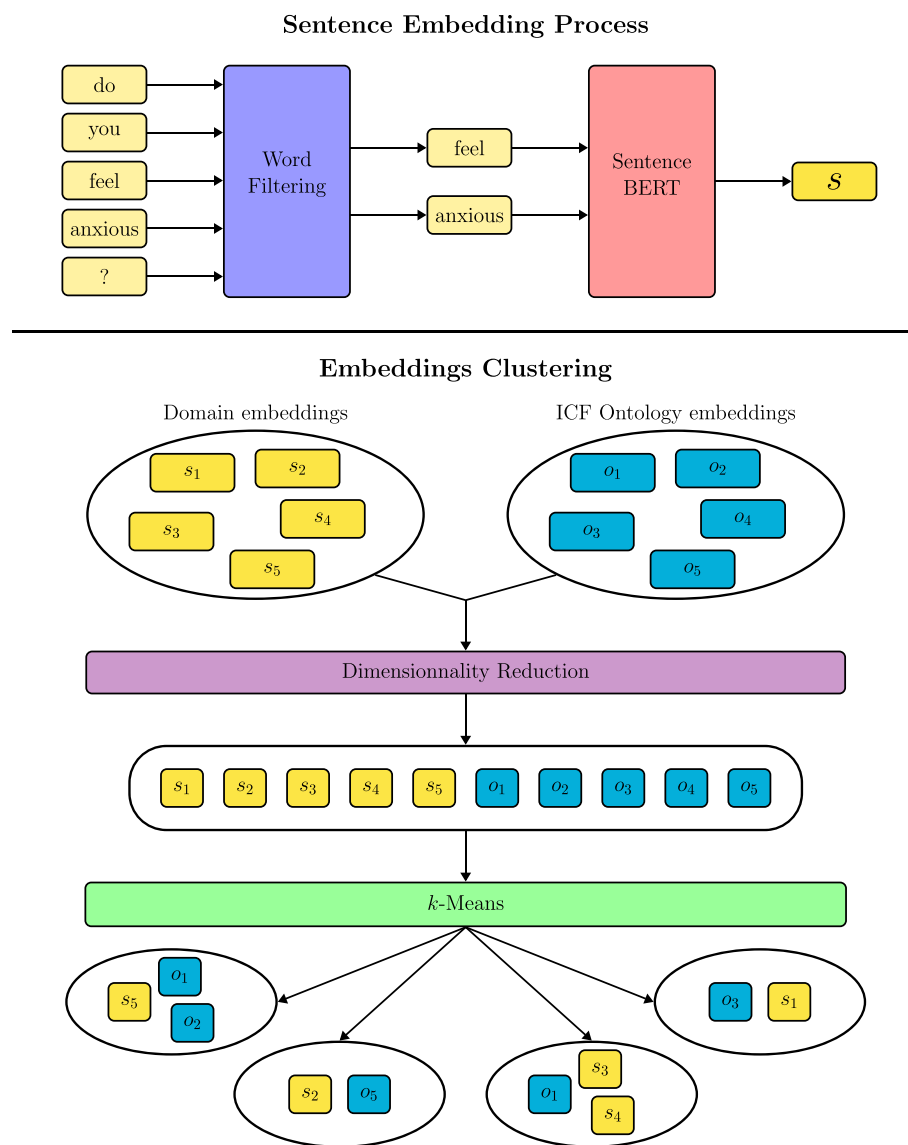 Sentence Embedding Process
do
you
feel
anxious
?
Word
Filtering
feel
anxious
Sentence
BERT
s
Embeddings Clustering
Domain embeddings
ICF Ontology embeddings
s1
s2
s3
s4
s5
o1
o2
o3
o4
o5
Dimensionnality Reduction
s1 s2 s3 s4 s5 o1 o2 o3 o4 o5
k-Means
s5
o1
o2
s2 o5
o1
s3
s4
o3 s1